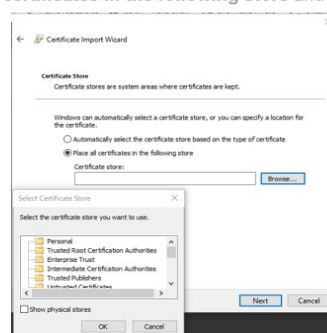 Certificate Import Wizard
Certificate Store
Certificate stores are system areas where certificates are kept.
Windows can automatically select a certificate store, or you can specify a location for
the certificate.
Automatically select the certificate store based on the type of certificate
Place all certificates in the following store
Certificate store:
Browse...
Select Certificate Store
Select the certificate store you want to use.
Personal
Trusted Root Certification Authorities
Enterprise Trust
Intermediate Certification Authorities
Trusted Publishers
Untrusted Certificates
Show physical stores
OK Cancel
Next Cancel